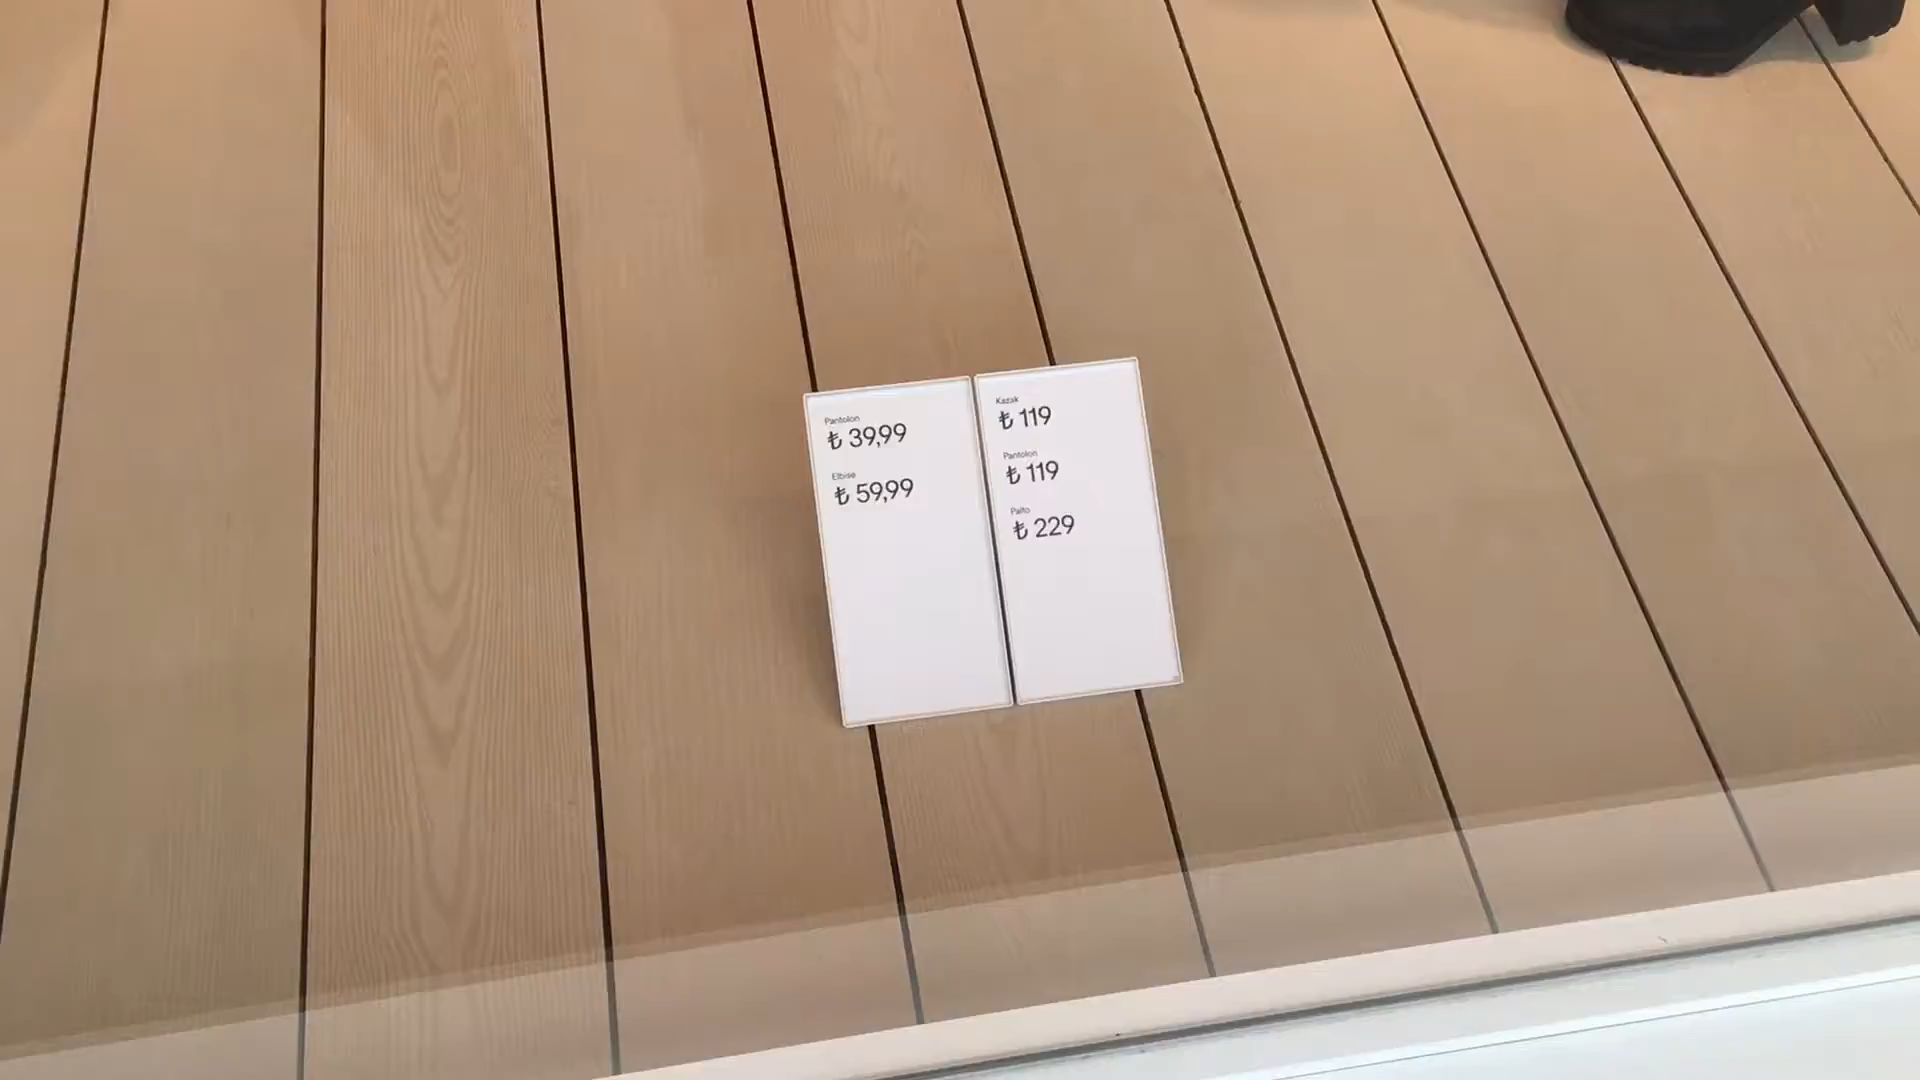 Pantolon
₺ 39,99
Elbise
₺ 59,99
Kazak
₺ 119
Pantolon
₺ 119
Palto
₺ 229